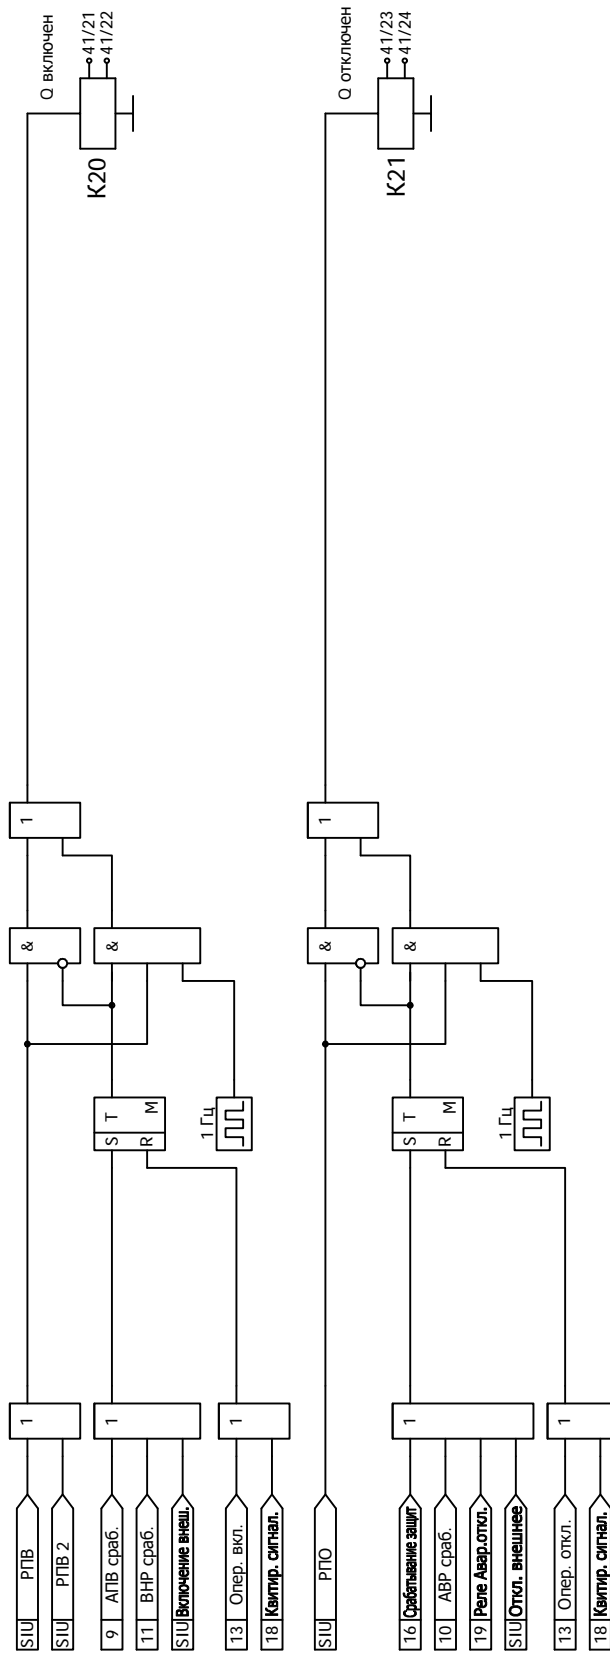 SIU РПВ
SIU РПВ 2
9 АПВ сраб.
11 ВНР сраб.
SIU Включение внеш.
13 Опер. вкл.
18 Квитир. сигнал.
1
1
1
S T
R M
1 Гц
&
&
1
K20
Q включен
41/21
41/22
SIU РПО
16 Срабатывание защит
10 АВР сраб.
19 Реле Авар.откл.
SIU Откл. внешнее
13 Опер. откл.
18 Квитир. сигнал.
1
1
S T
R M
1 Гц
&
&
1
K21
Q отключен
41/23
41/24